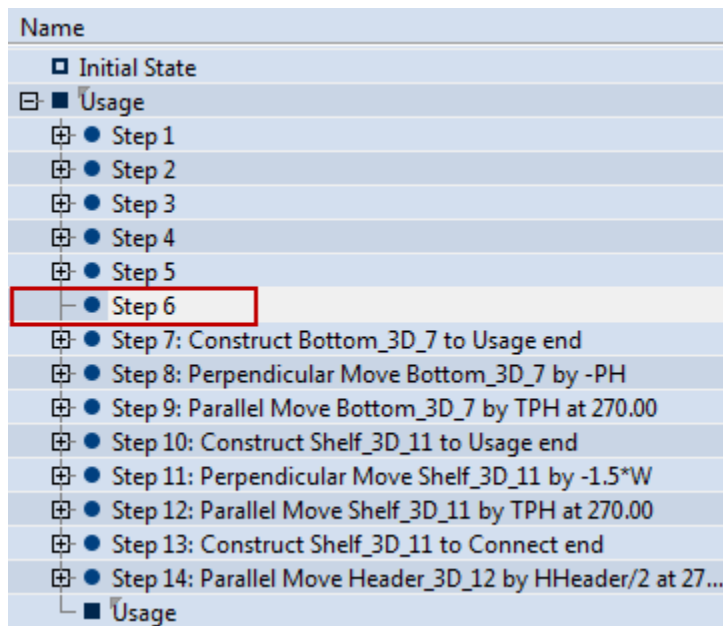 Name
Initial State
Usage
Step 1
Step 2
Step 3
Step 4
Step 5
Step 6
Step 7: Construct Bottom_3D_7 to Usage end
Step 8: Perpendicular Move Bottom_3D_7 by -PH
Step 9: Parallel Move Bottom_3D_7 by TPH at 270.00
Step 10: Construct Shelf_3D_11 to Usage end
Step 11: Perpendicular Move Shelf_3D_11 by -1.5*W
Step 12: Parallel Move Shelf_3D_11 by TPH at 270.00
Step 13: Construct Shelf_3D_11 to Connect end
Step 14: Parallel Move Header_3D_12 by HHeader/2 at 27...
Usage